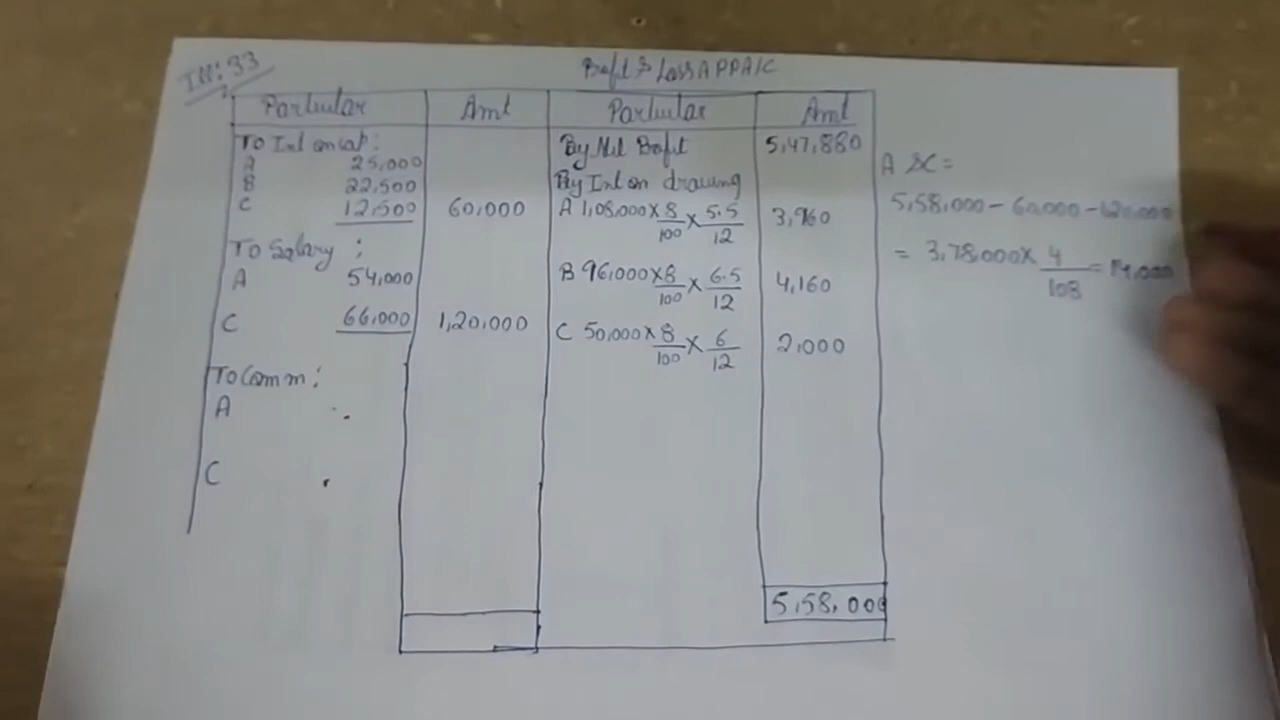 Ill: 33
Profit & Loss APP A/C
Particular Amt Particular Amt
To Int on cap: By Net Profit 5,47,880
A 25,000
B 22,500 By Int on drawing
C 12,500 60,000 A 1,08,000 × 8/100 × 5.5/12 3,960
To Salary :
A 54,000 B 96,000 × 8/100 × 6.5/12 4,160
C 66,000 1,20,000 C 50,000 × 8/100 × 6/12 2,000
To Comm :
A
C
5,58,000
A &C =
5,58,000 - 60,000 - 120,000
= 3,78,000 × 4/108 = 14,000